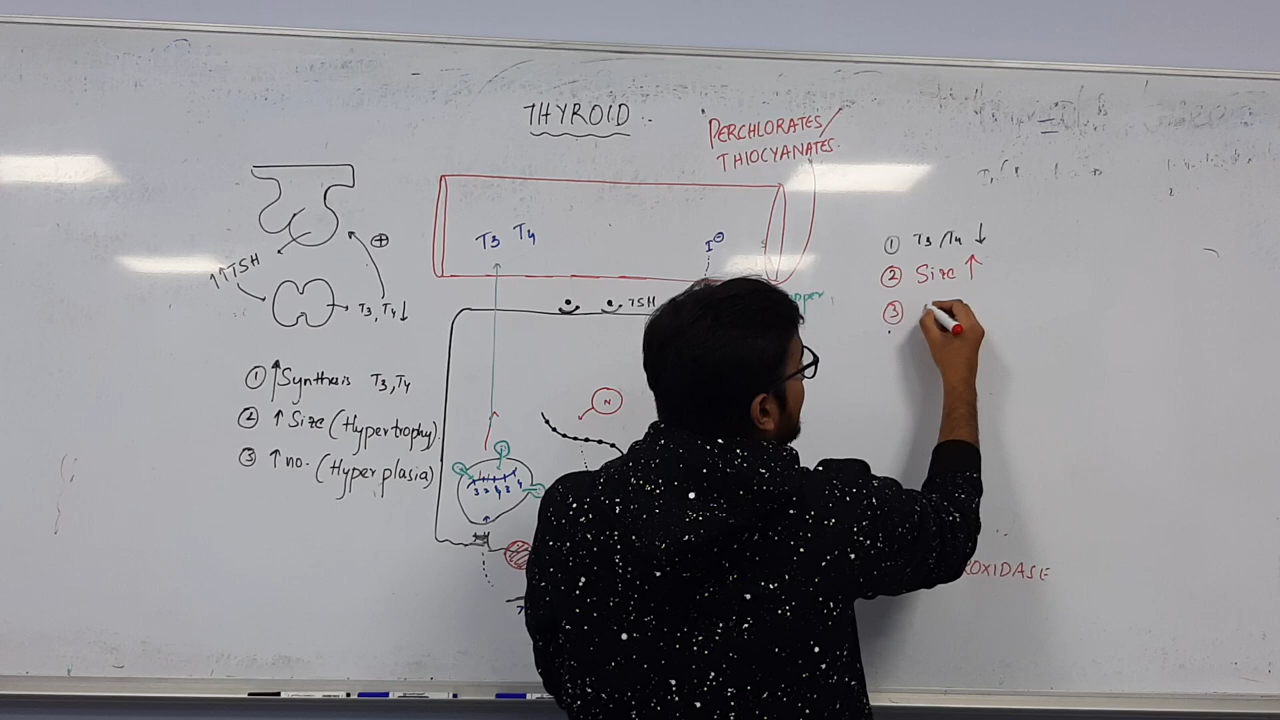 THYROID :-
PERCHLORATES/
THIOCYANATES.
T3 T4
I⊖
↑↑TSH
⊕
T3, T4↓
TSH
① ↑Synthesis T3,T4
② ↑ Size (Hypertrophy)
③ ↑ no. (Hyperplasia)
N
① T3/T4 ↓
② Size ↑
③
OXIDASE